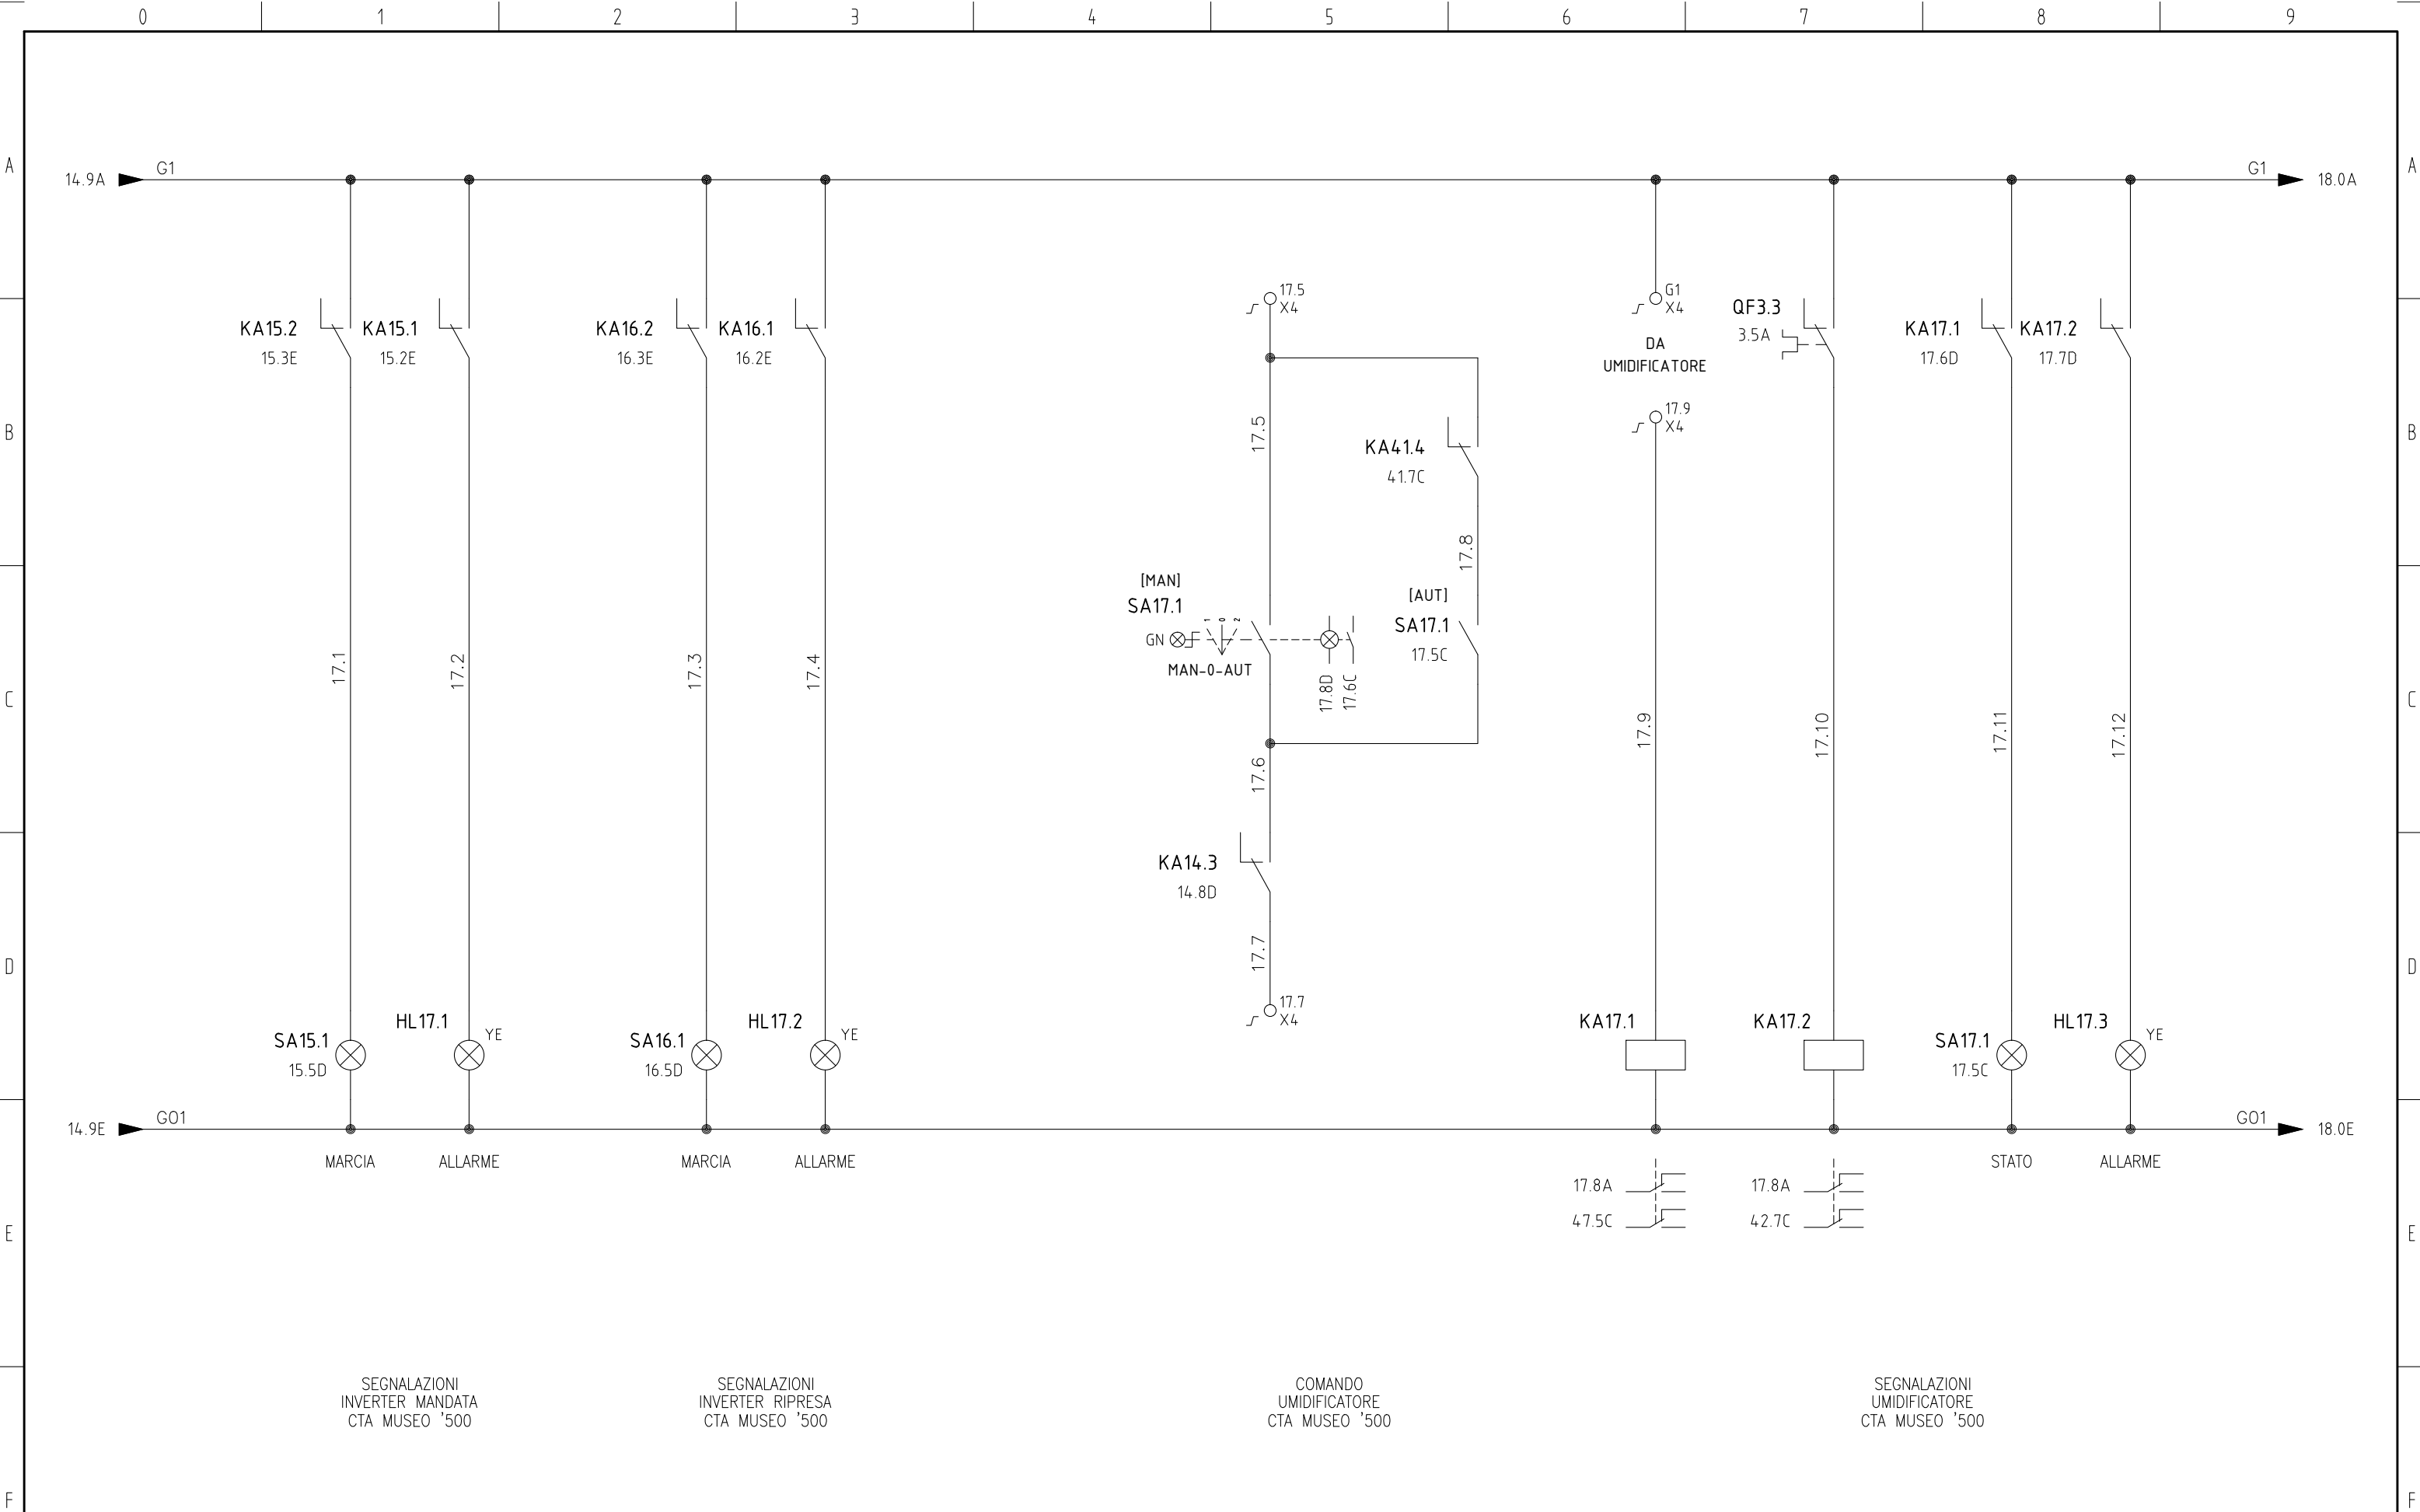 0 1 2 3 4 5 6 7 8 9
A A
14.9A G1 G1 18.0A
17.5
X4
G1
X4
QF3.3
3.5A
KA15.2
15.3E
KA15.1
15.2E
KA16.2
16.3E
KA16.1
16.2E
DA
UMIDIFICATORE
KA17.1
17.6D
KA17.2
17.7D
17.9
X4
B B
17.5
KA41.4
41.7C
17.8
[MAN]
SA17.1
GN
1 0 2
MAN-0-AUT
17.8D
17.6C
[AUT]
SA17.1
17.5C
17.1
17.2
17.3
17.4
C C
17.6
17.9
17.10
17.11
17.12
KA14.3
14.8D
17.7
D D
17.7
X4
SA15.1
15.5D
HL17.1
YE
SA16.1
16.5D
HL17.2
YE
KA17.1
KA17.2
SA17.1
17.5C
HL17.3
YE
14.9E G01 G01 18.0E
MARCIA ALLARME MARCIA ALLARME STATO ALLARME
17.8A
47.5C
17.8A
42.7C
E E
SEGNALAZIONI
INVERTER MANDATA
CTA MUSEO '500
SEGNALAZIONI
INVERTER RIPRESA
CTA MUSEO '500
COMANDO
UMIDIFICATORE
CTA MUSEO '500
SEGNALAZIONI
UMIDIFICATORE
CTA MUSEO '500
F F